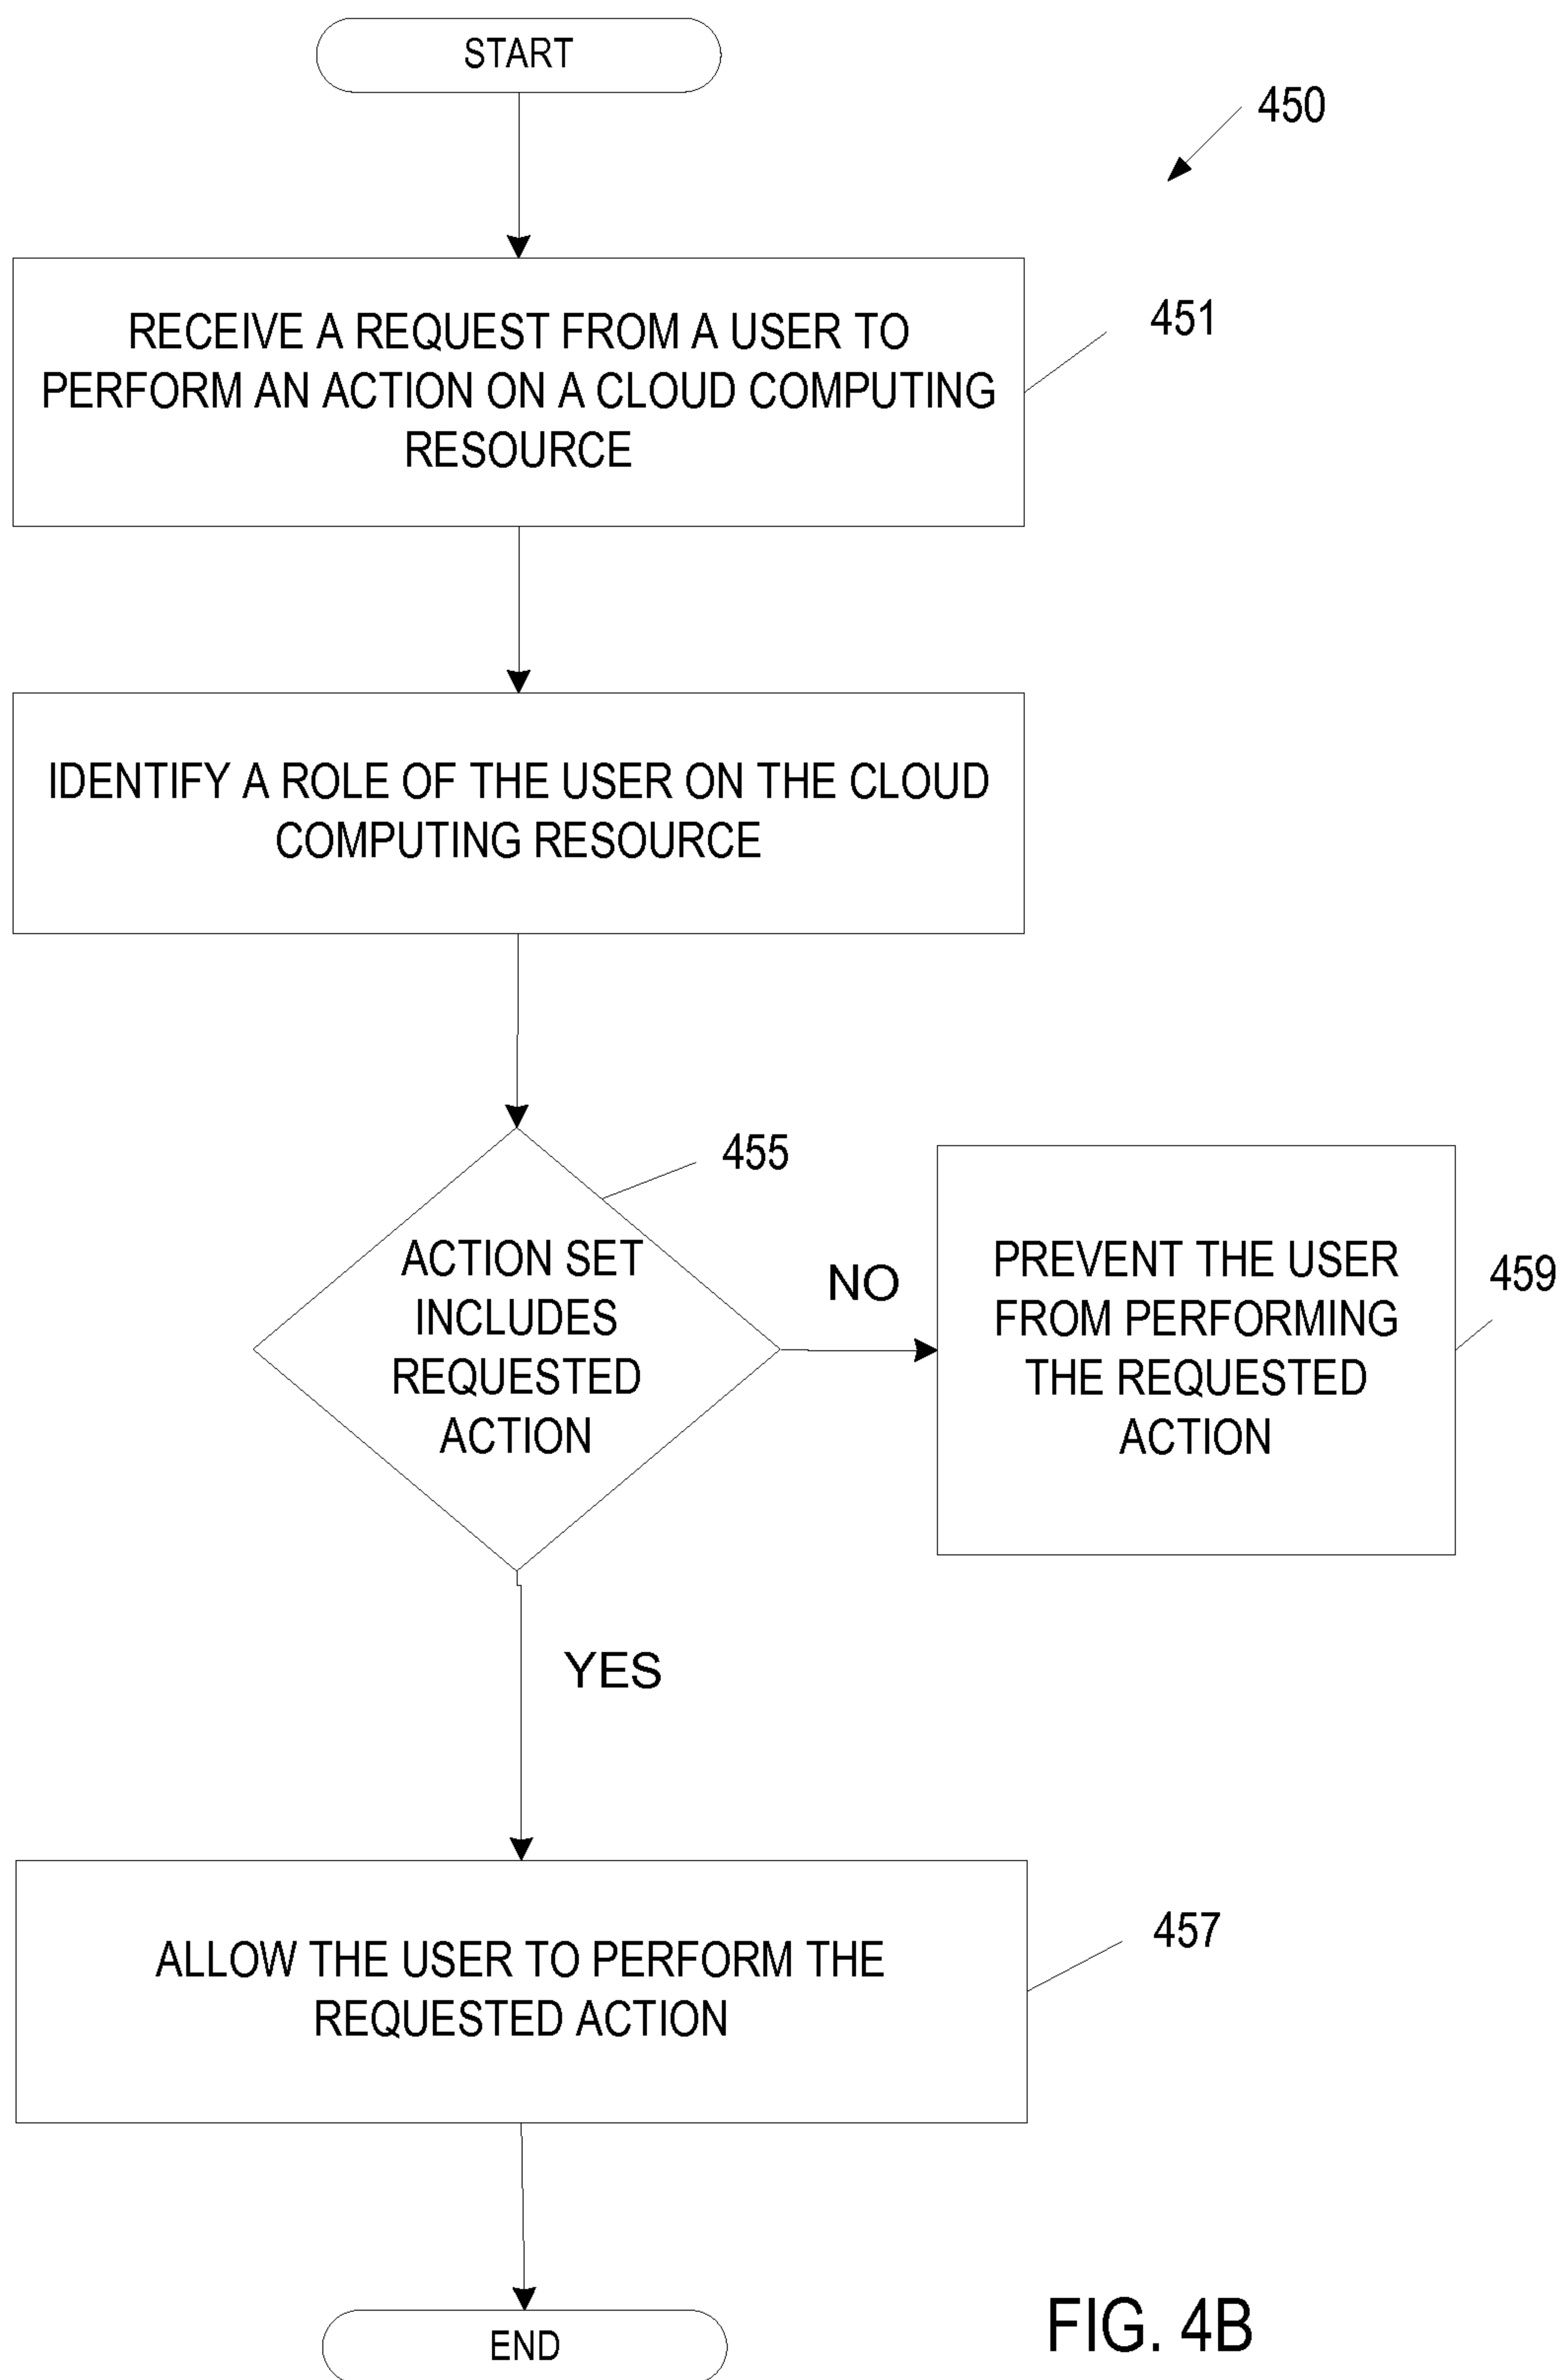 START
450
RECEIVE A REQUEST FROM A USER TO
PERFORM AN ACTION ON A CLOUD COMPUTING
RESOURCE
451
IDENTIFY A ROLE OF THE USER ON THE CLOUD
COMPUTING RESOURCE
455
ACTION SET
INCLUDES
REQUESTED
ACTION
NO
PREVENT THE USER
FROM PERFORMING
THE REQUESTED
ACTION
459
YES
ALLOW THE USER TO PERFORM THE
REQUESTED ACTION
457
END
FIG. 4B